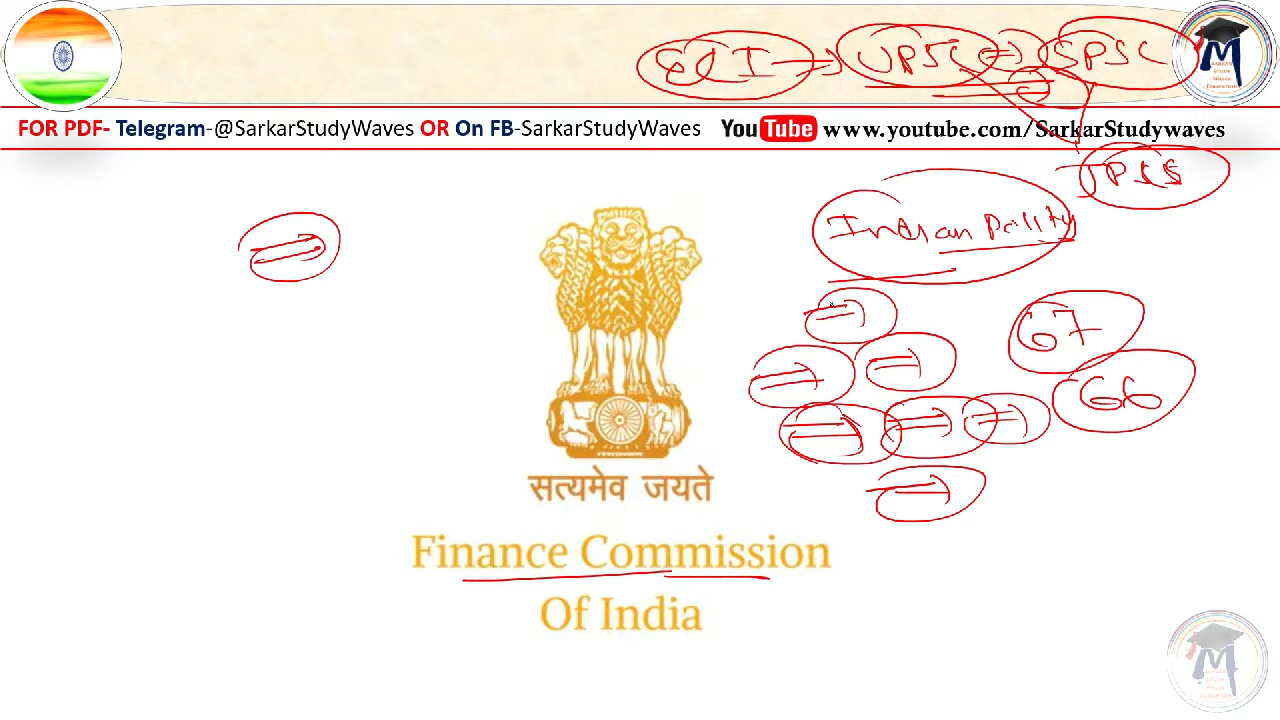 ECI → UPSC ⇒ SPSC
FOR PDF- Telegram-@SarkarStudyWaves OR On FB-SarkarStudyWaves YouTube www.youtube.com/SarkarStudywaves
Indian Polity
67
66
सत्यमेव जयते
Finance Commission
Of India